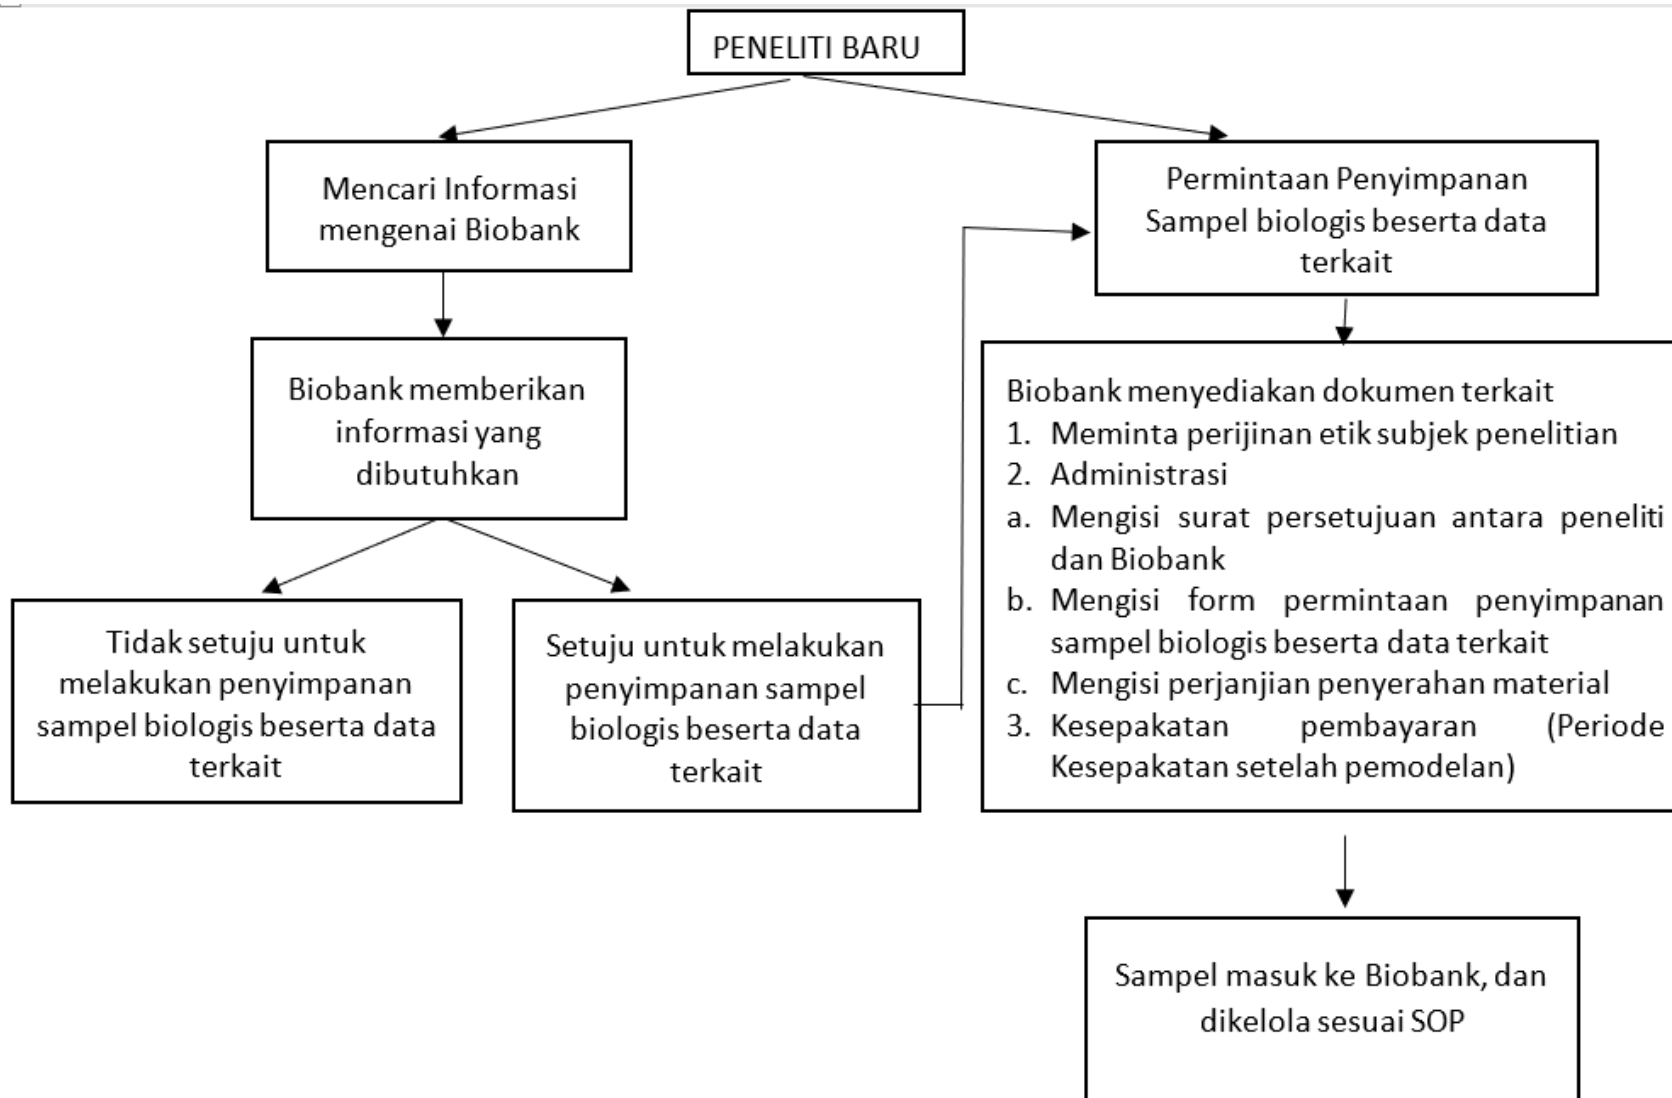 PENELITI BARU
Mencari Informasi
mengenai Biobank
Permintaan Penyimpanan
Sampel biologis beserta data
terkait
Biobank memberikan
informasi yang
dibutuhkan
Tidak setuju untuk
melakukan penyimpanan
sampel biologis beserta data
terkait
Setuju untuk melakukan
penyimpanan sampel
biologis beserta data
terkait
Biobank menyediakan dokumen terkait
1. Meminta perijinan etik subjek penelitian
2. Administrasi
a. Mengisi surat persetujuan antara peneliti
dan Biobank
b. Mengisi form permintaan penyimpanan
sampel biologis beserta data terkait
c. Mengisi perjanjian penyerahan material
3. Kesepakatan pembayaran (Periode
Kesepakatan setelah pemodelan)
Sampel masuk ke Biobank, dan
dikelola sesuai SOP